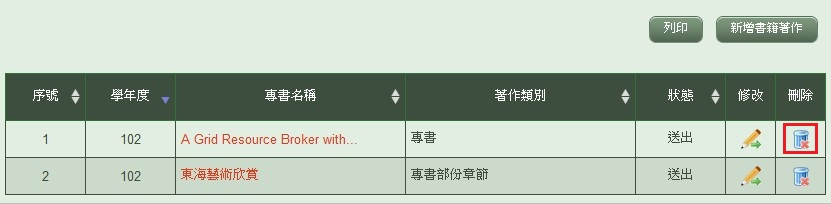 列印 新增書籍著作
序號 學年度 專書名稱 著作類別 狀態 修改 刪除
1 102 A Grid Resource Broker with... 專書 送出
2 102 東海藝術欣賞 專書部份章節 送出